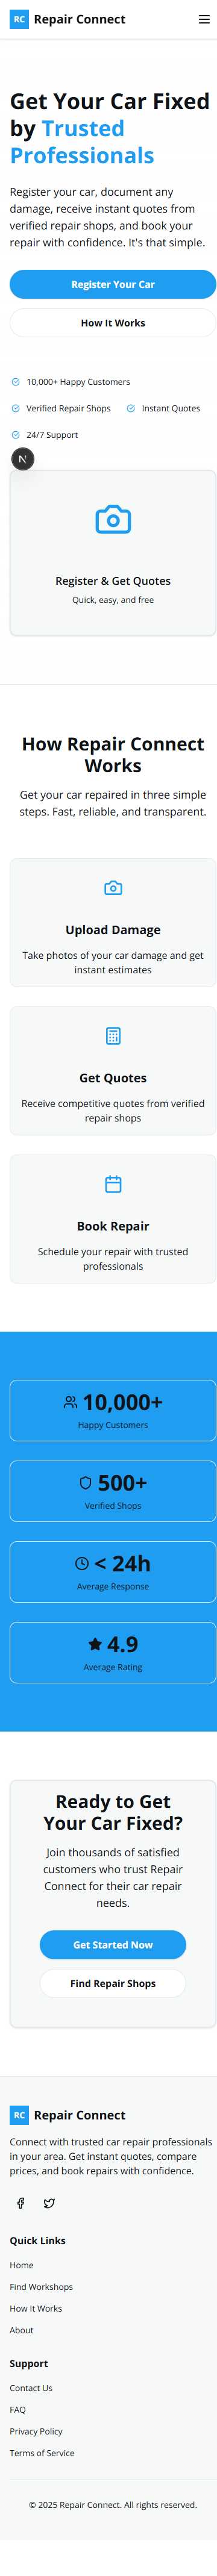 RC Repair Connect
Get Your Car Fixed
by Trusted
Professionals
Register your car, document any
damage, receive instant quotes from
verified repair shops, and book your
repair with confidence. It's that simple.
Register Your Car
How It Works
10,000+ Happy Customers
Verified Repair Shops Instant Quotes
24/7 Support
N
Register & Get Quotes
Quick, easy, and free
How Repair Connect
Works
Get your car repaired in three simple
steps. Fast, reliable, and transparent.
Upload Damage
Take photos of your car damage and get
instant estimates
Get Quotes
Receive competitive quotes from verified
repair shops
Book Repair
Schedule your repair with trusted
professionals
10,000+
Happy Customers
500+
Verified Shops
< 24h
Average Response
4.9
Average Rating
Ready to Get
Your Car Fixed?
Join thousands of satisfied
customers who trust Repair
Connect for their car repair
needs.
Get Started Now
Find Repair Shops
RC Repair Connect
Connect with trusted car repair professionals
in your area. Get instant quotes, compare
prices, and book repairs with confidence.
Quick Links
Home
Find Workshops
How It Works
About
Support
Contact Us
FAQ
Privacy Policy
Terms of Service
© 2025 Repair Connect. All rights reserved.